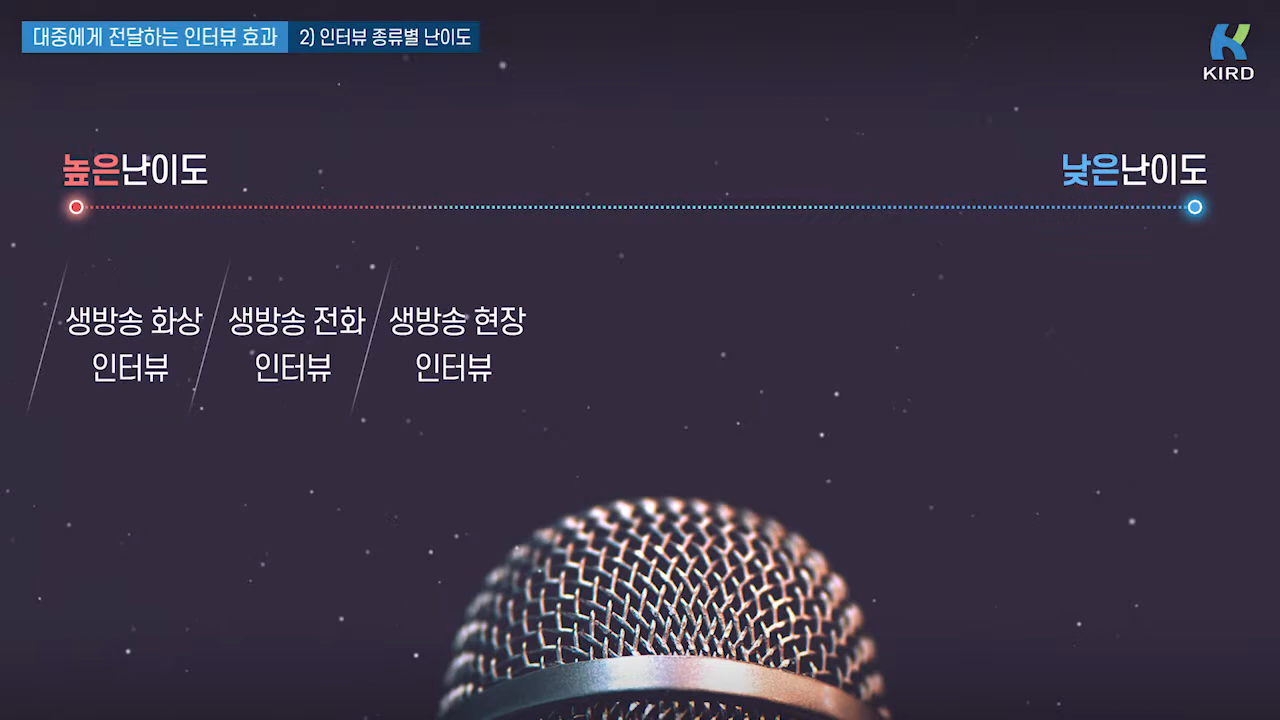 대중에게 전달하는 인터뷰 효과 2) 인터뷰 종류별 난이도
KIRD
높은난이도 낮은난이도
생방송 화상 생방송 전화 생방송 현장
인터뷰 인터뷰 인터뷰